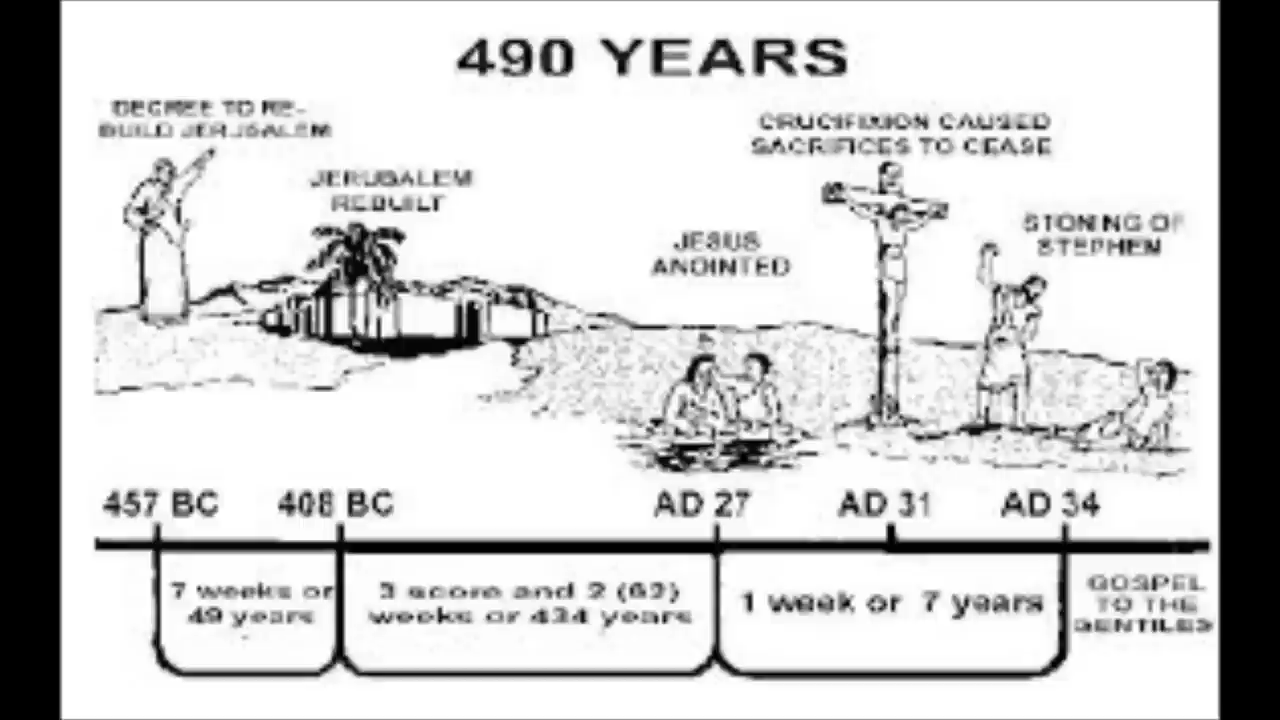 490 YEARS
DEGREE TO RE-
BUILD JERUSALEM
JERUSALEM
REBUILT
CRUCIFIXION CAUSED
SACRIFICES TO CEASE
JESUS
ANOINTED
STONING OF
STEPHEN
457 BC
408 BC
AD 27
AD 31
AD 34
7 weeks or
49 years
3 score and 2 (62)
weeks or 434 years
1 week or 7 years
GOSPEL
TO THE
GENTILES